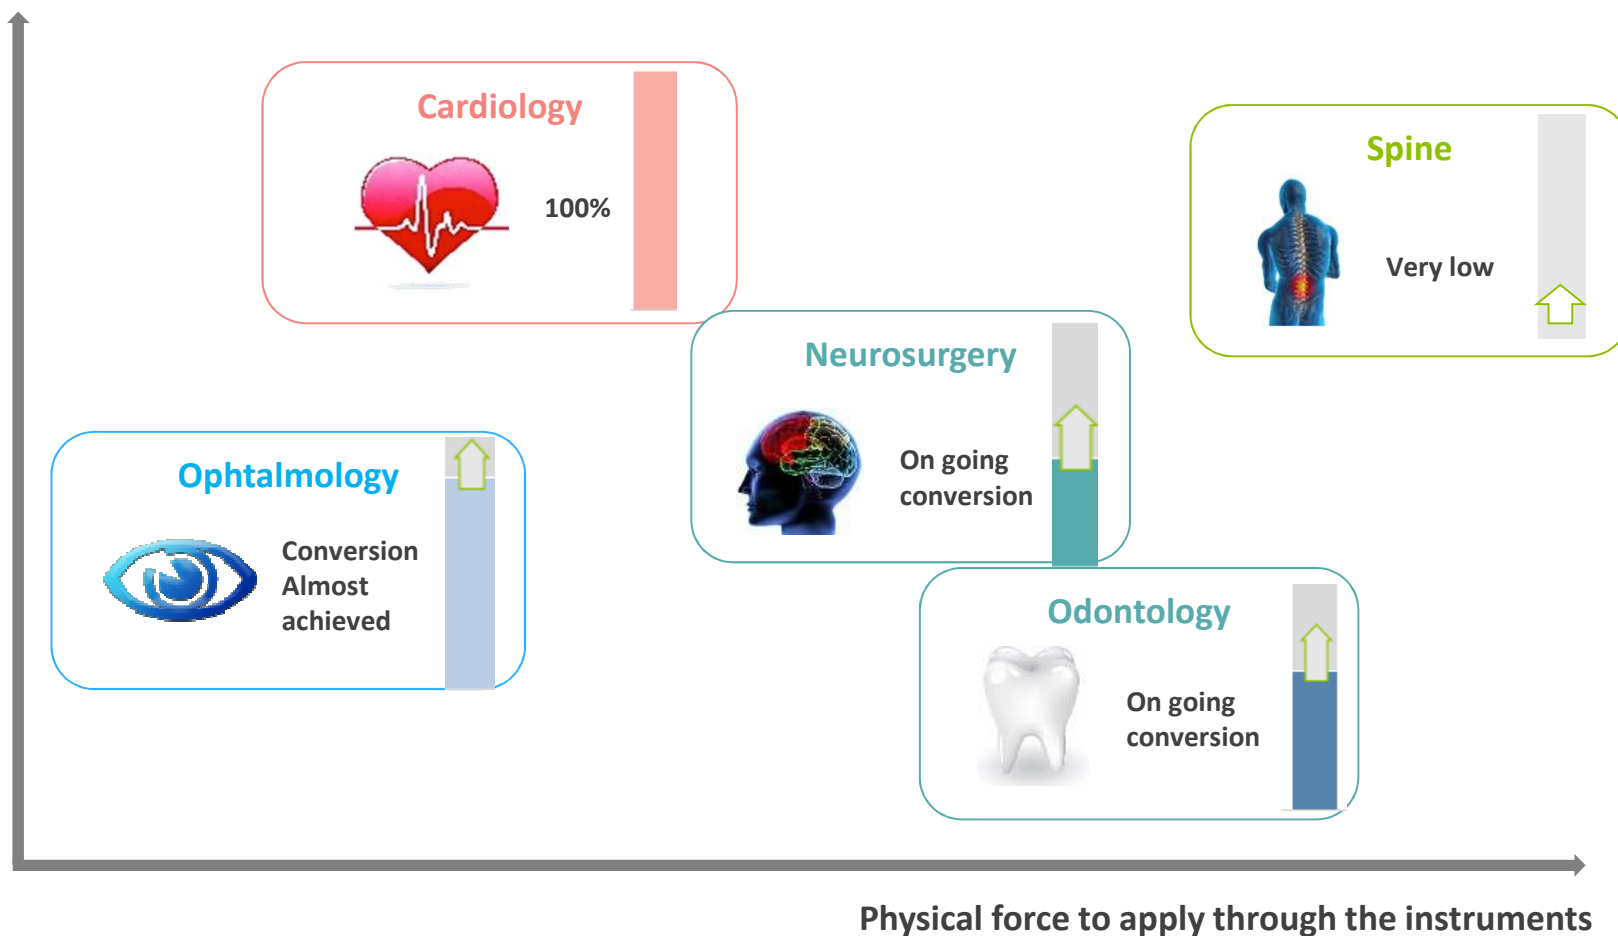 Cardiology
100%
Spine
Very low
Neurosurgery
On going
conversion
Ophtalmology
Conversion
Almost
achieved
Odontology
On going
conversion
Physical force to apply through the instruments